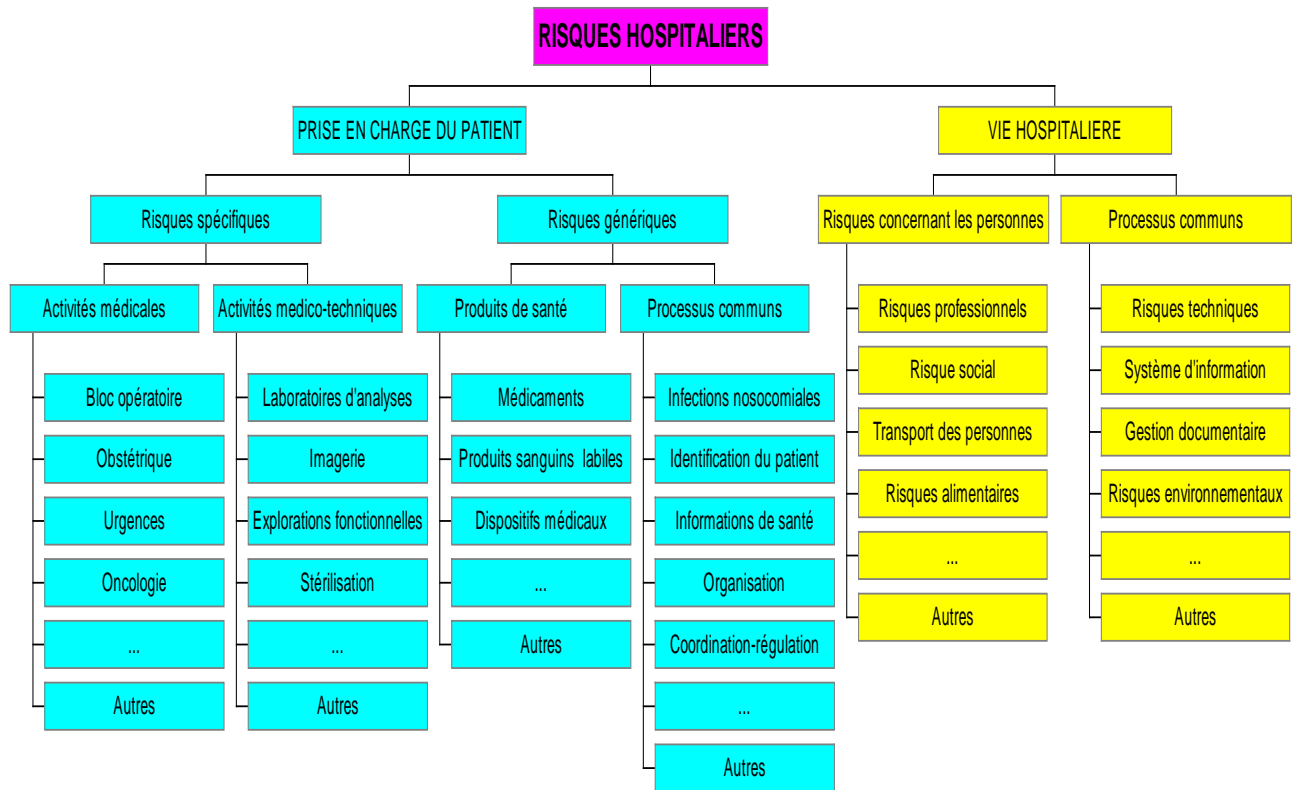 RISQUES HOSPITALIERS
PRISE EN CHARGE DU PATIENT
VIE HOSPITALIERE
Risques spécifiques
Risques génériques
Risques concernant les personnes
Processus communs
Activités médicales
Activités medico-techniques
Produits de santé
Processus communs
Bloc opératoire
Obstétrique
Urgences
Oncologie
...
Autres
Laboratoires d'analyses
Imagerie
Explorations fonctionnelles
Stérilisation
...
Autres
Médicaments
Produits sanguins labiles
Dispositifs médicaux
...
Autres
Infections nosocomiales
Identification du patient
Informations de santé
Organisation
Coordination-régulation
...
Autres
Risques professionnels
Risque social
Transport des personnes
Risques alimentaires
...
Autres
Risques techniques
Système d'information
Gestion documentaire
Risques environnementaux
...
Autres